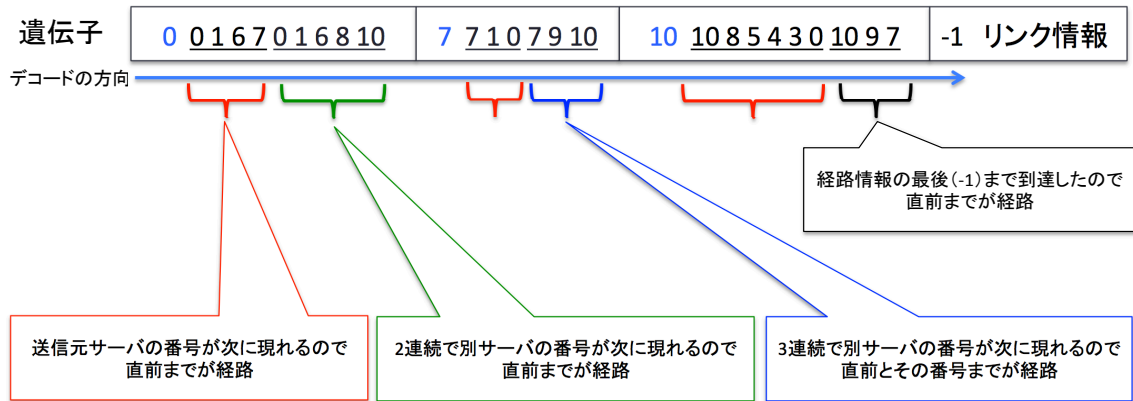 遺伝子 0 0 1 6 7 0 1 6 8 10 7 7 1 0 7 9 10 10 10 8 5 4 3 0 10 9 7 -1 リンク情報
デコードの方向
経路情報の最後(-1)まで到達したので
直前までが経路
送信元サーバの番号が次に現れるので
直前までが経路
2連続で別サーバの番号が次に現れるので
直前までが経路
3連続で別サーバの番号が次に現れるので
直前とその番号までが経路